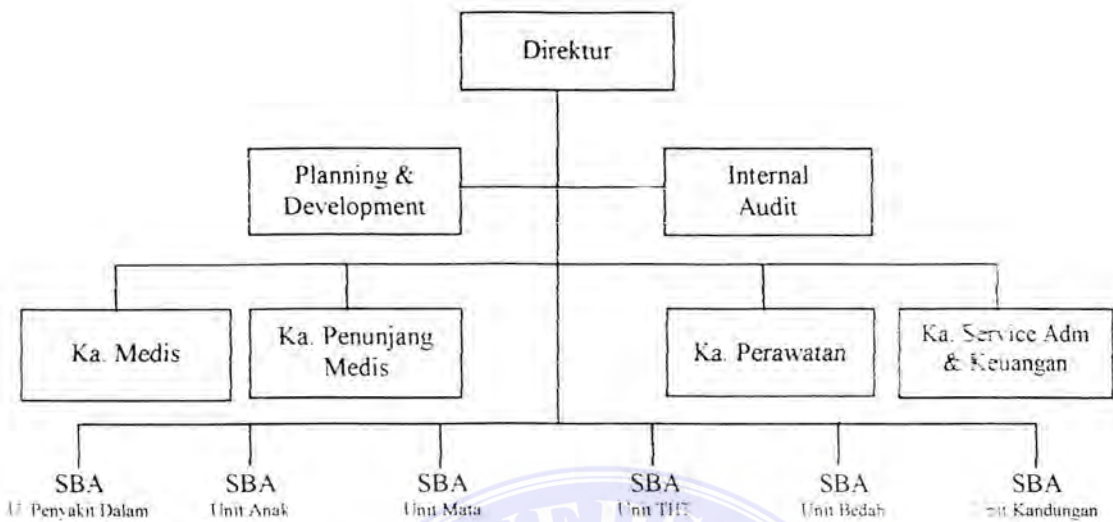 Direktur
Planning &
Development
Internal
Audit
Ka. Medis
Ka. Penunjang
Medis
Ka. Perawatan
Ka. Service Adm
& Keuangan
SBA
SBA
SBA
SBA
SBA
SBA
U. Penyakit Dalam
Unit Anak
Unit Mata
Unit THT
Unit Bedah
Unit Kandungan